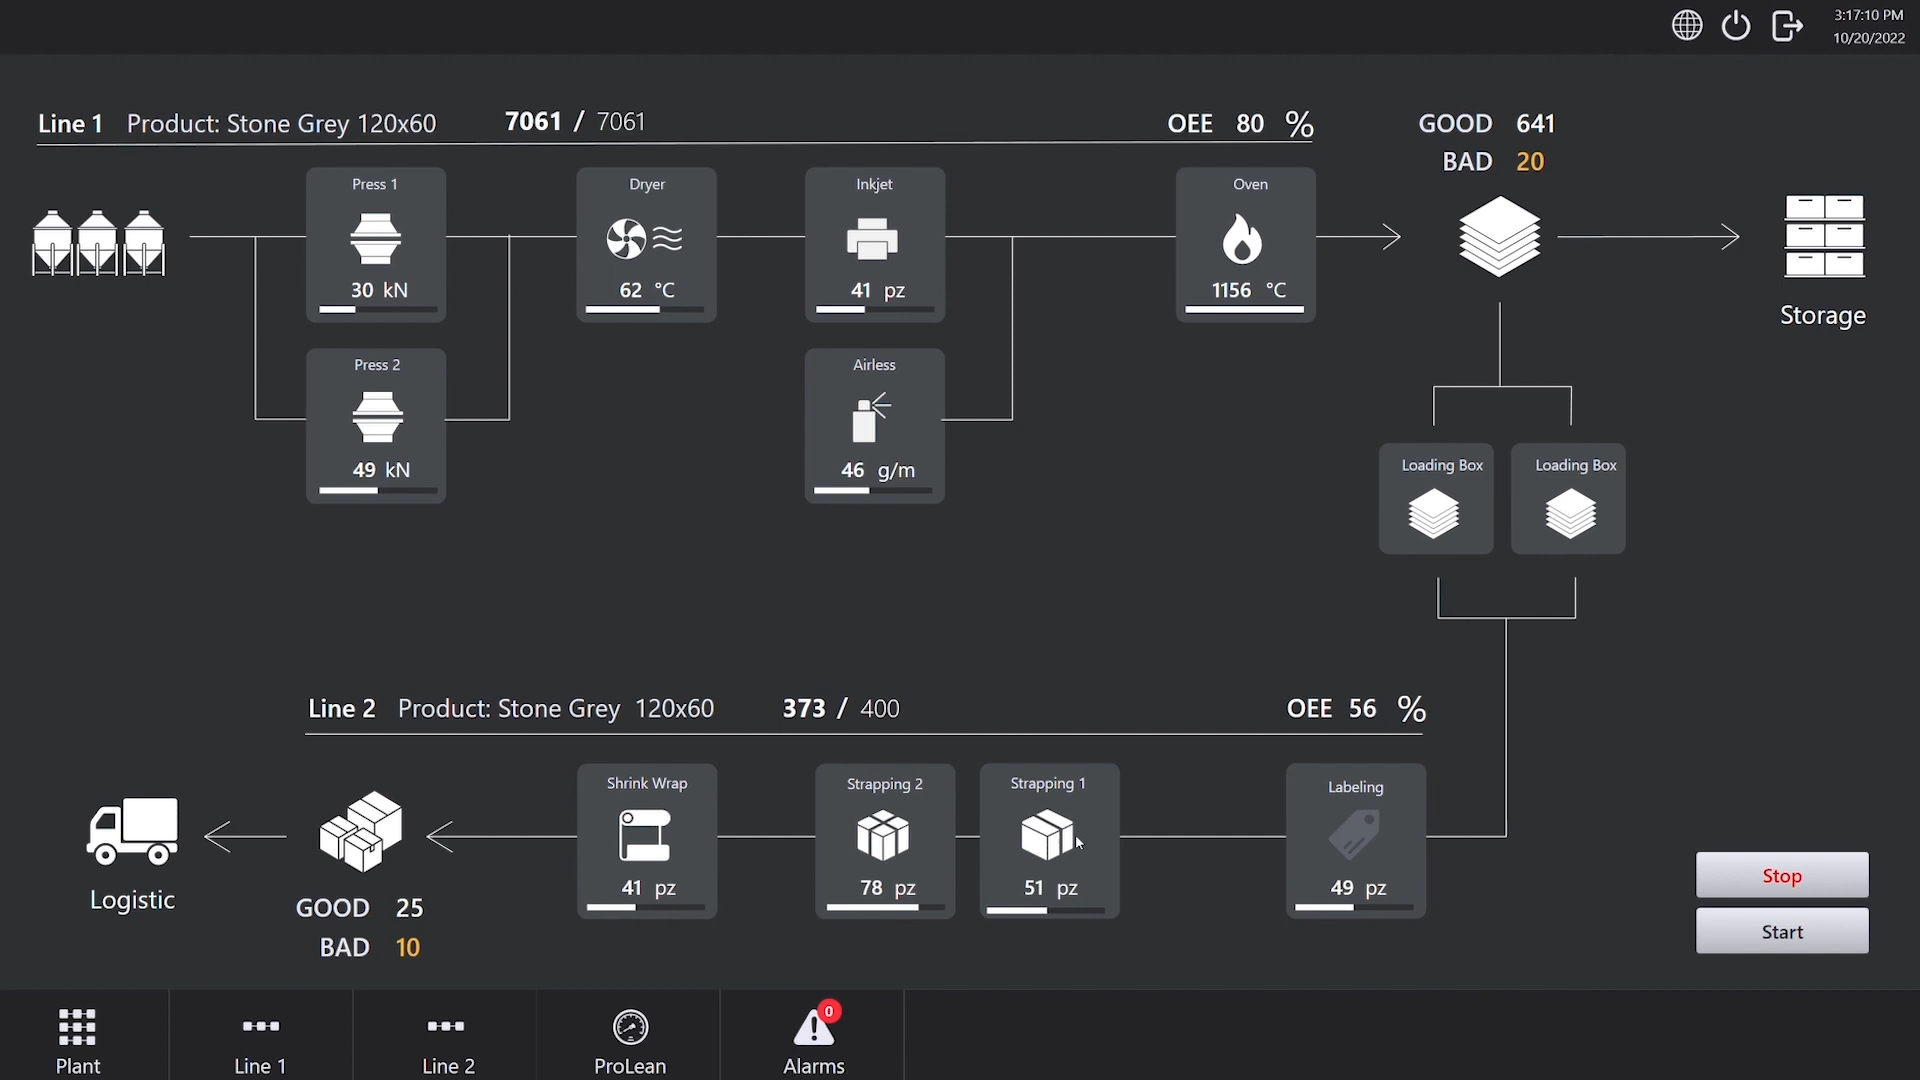 3:17:10 PM
10/20/2022
Line 1 Product: Stone Grey 120x60 7061 / 7061 OEE 80 %
GOOD 641
BAD 20
Press 1
30 kN
Dryer
62 °C
Inkjet
41 pz
Oven
1156 °C
Storage
Press 2
49 kN
Airless
46 g/m
Loading Box
Loading Box
Line 2 Product: Stone Grey 120x60 373 / 400 OEE 56 %
Shrink Wrap
41 pz
Strapping 2
78 pz
Strapping 1
51 pz
Labeling
49 pz
Logistic
GOOD 25
BAD 10
Stop
Start
Plant
Line 1
Line 2
ProLean
0
Alarms